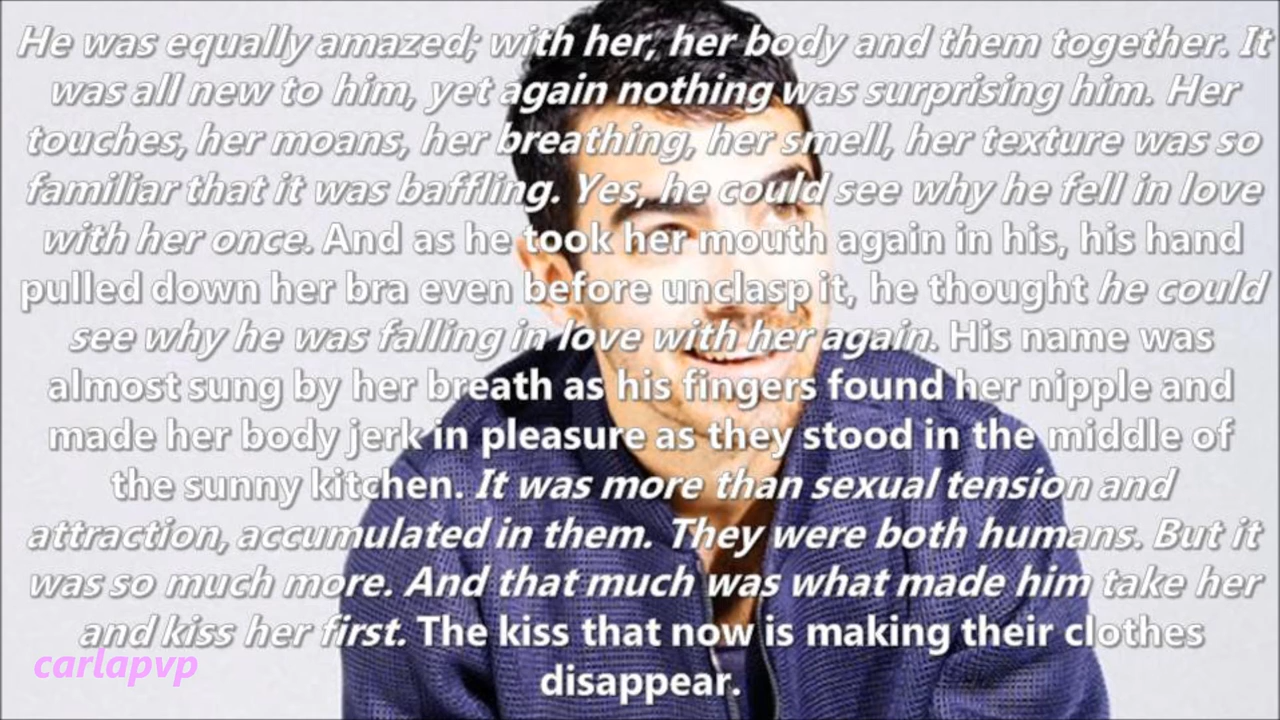 He was equally amazed; with her, her body and them together. It
was all new to him, yet again nothing was surprising him. Her
touches, her moans, her breathing, her smell, her texture was so
familiar that it was baffling. Yes, he could see why he fell in love
with her once. And as he took her mouth again in his, his hand
pulled down her bra even before unclasp it, he thought he could
see why he was falling in love with her again. His name was
almost sung by her breath as his fingers found her nipple and
made her body jerk in pleasure as they stood in the middle of
the sunny kitchen. It was more than sexual tension and
attraction, accumulated in them. They were both humans. But it
was so much more. And that much was what made him take her
and kiss her first. The kiss that now is making their clothes
disappear.
carlapvp